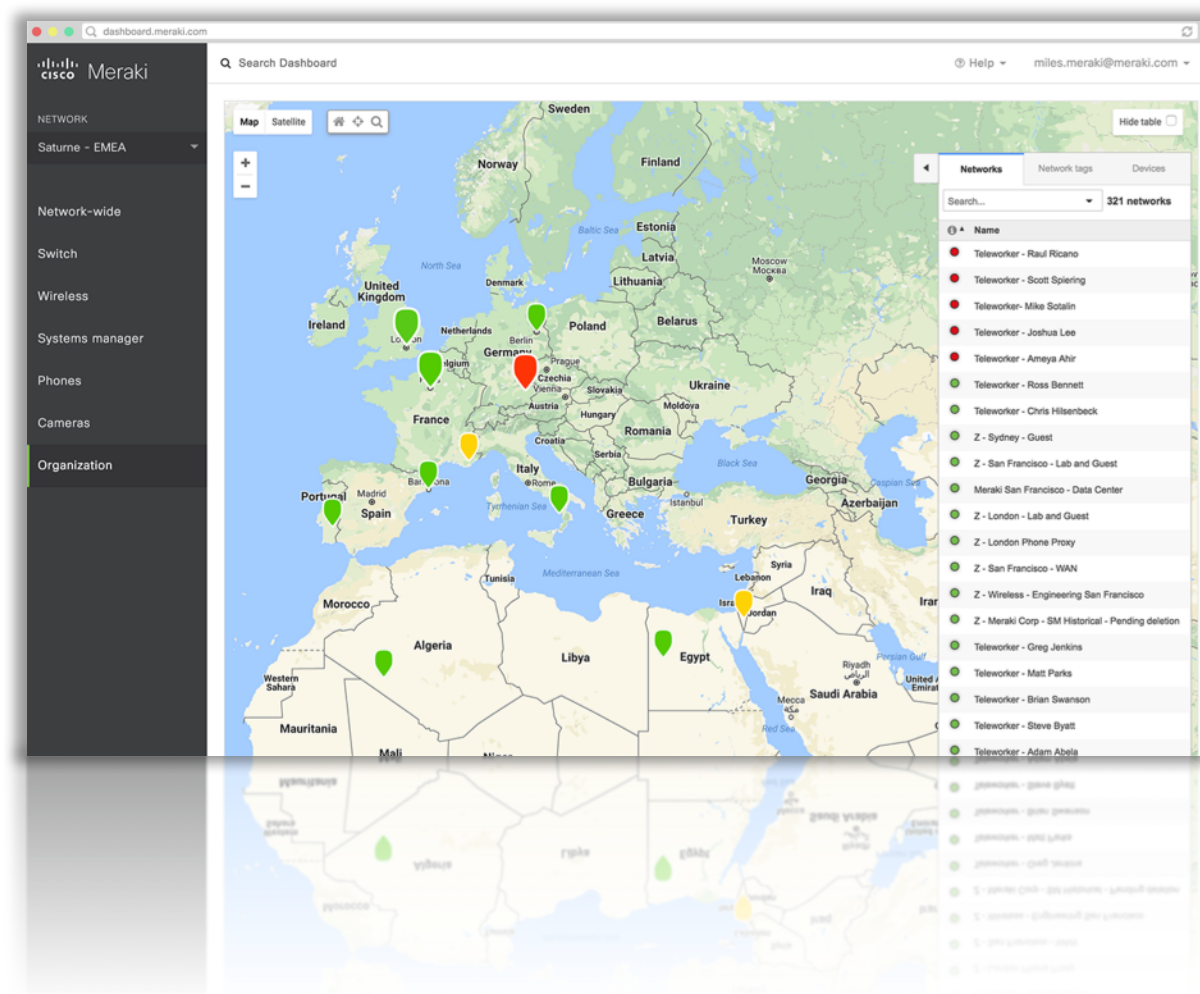 dashboard.meraki.com
CISCO Meraki
Search Dashboard
Help
miles.meraki@meraki.com
NETWORK
Saturne - EMEA
Network-wide
Switch
Wireless
Systems manager
Phones
Cameras
Organization
Map Satellite
Hide table
+
−
Networks Network tags Devices
Search... 321 networks
Name
Teleworker - Raul Ricano
Teleworker - Scott Spiering
Teleworker- Mike Sotalin
Teleworker - Joshua Lee
Teleworker - Ameya Ahir
Teleworker - Ross Bennett
Teleworker - Chris Hilsenbeck
Z - Sydney - Guest
Z - San Francisco - Lab and Guest
Meraki San Francisco - Data Center
Z - London - Lab and Guest
Z - London Phone Proxy
Z - San Francisco - WAN
Z - Wireless - Engineering San Francisco
Z - Meraki Corp - SM Historical - Pending deletion
Teleworker - Greg Jenkins
Teleworker - Matt Parks
Teleworker - Brian Swanson
Teleworker - Steve Byatt
Teleworker - Adam Abela
Sweden
Norway
Finland
Baltic Sea
Estonia
Latvia
Moscow
Москва
North Sea
Denmark
Lithuania
United
Kingdom
Ireland
Netherlands
Berlin
Poland
Belarus
Germany
Prague
Czechia
Vienna
Slovakia
Ukraine
Austria
Hungary
Moldova
France
Romania
Croatia
Serbia
Italy
Rome
Bulgaria
Black Sea
Georgia
Caspian Sea
Portugal
Madrid
Spain
Tyrrhenian Sea
Greece
Istanbul
Turkey
Azerbaijan
Tunisia
Mediterranean Sea
Syria
Lebanon
Iraq
Jordan
Morocco
Algeria
Libya
Egypt
Persian Gulf
Western
Sahara
Riyadh
الرياض
Saudi Arabia
Mecca
مكة
Red Sea
Mauritania
Mali